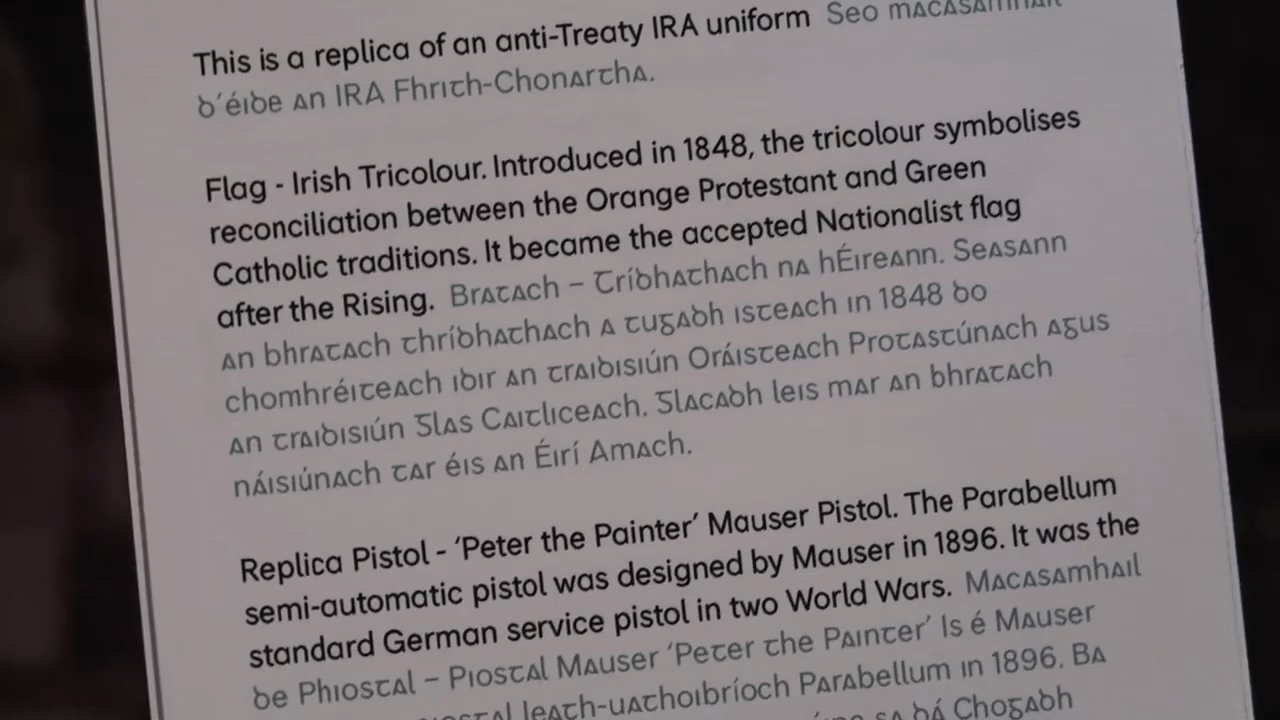 This is a replica of an anti-Treaty IRA uniform Seo macasamhail
d'éide an IRA Fhrith-Chonartha.
Flag - Irish Tricolour. Introduced in 1848, the tricolour symbolises
reconciliation between the Orange Protestant and Green
Catholic traditions. It became the accepted Nationalist flag
after the Rising. Bratach – Trídhathach na hÉireann. Seasann
an bhratach thrídhathach a tugadh isteach in 1848 do
chomhréiteach idir an traidisiún Oráisteach Protastúnach agus
an traidisiún Glas Caitliceach. Glacadh leis mar an bhratach
náisiúnach tar éis an Éirí Amach.
Replica Pistol - 'Peter the Painter' Mauser Pistol. The Parabellum
semi-automatic pistol was designed by Mauser in 1896. It was the
standard German service pistol in two World Wars. Macasamhail
de Phiostal – Piostal Mauser 'Peter the Painter' Is é Mauser
leath-uathoibríoch Parabellum in 1896. Ba
sa dá Chogadh